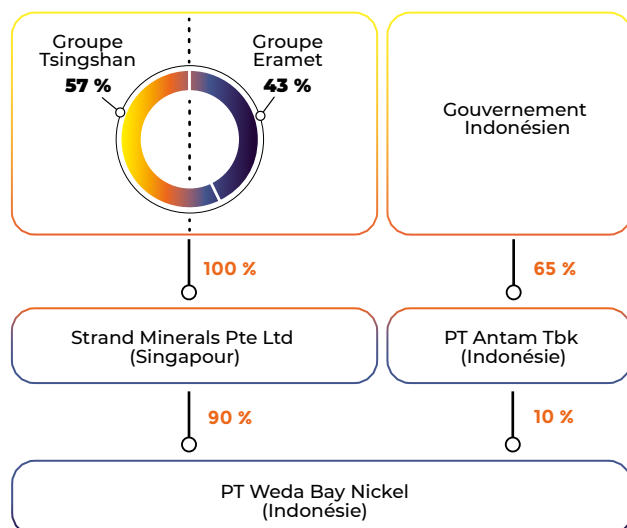 Groupe
Tsingshan
57 %
Groupe
Eramet
43 %
Gouvernement
Indonésien
100 %
65 %
Strand Minerals Pte Ltd
(Singapour)
PT Antam Tbk
(Indonésie)
90 %
10 %
PT Weda Bay Nickel
(Indonésie)